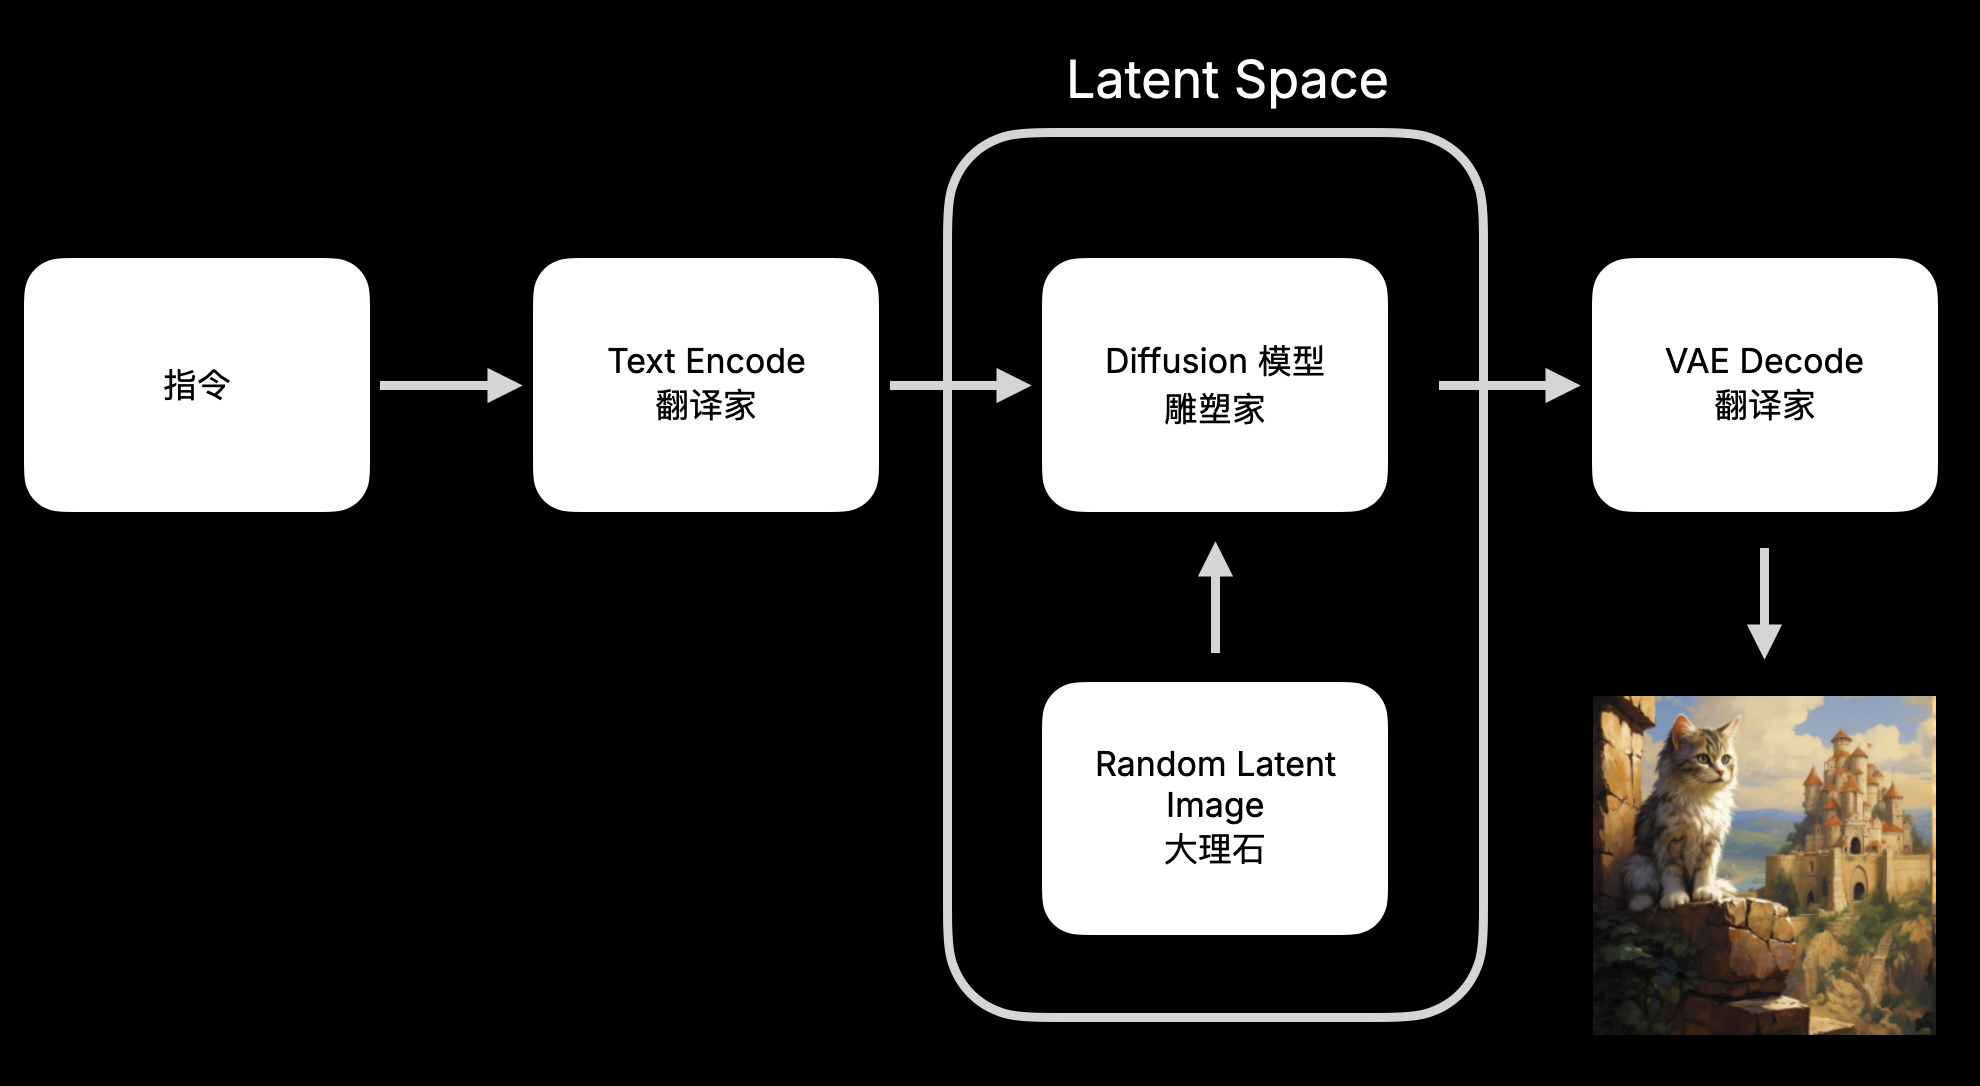 Latent Space
指令
Text Encode
翻译家
Diffusion 模型
雕塑家
VAE Decode
翻译家
Random Latent
Image
大理石